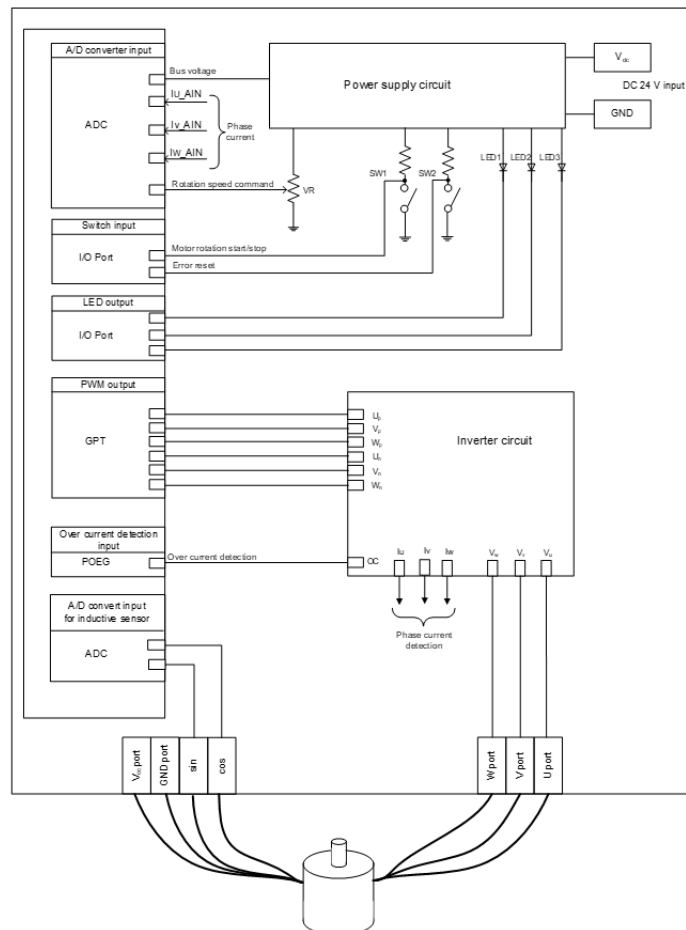 A/D converter input
ADC
Bus voltage
IU_AIN
Iv_AIN
Iw_AIN
Phase
current
Rotation speed command
VR
Power supply circuit
Vdc
DC 24 V input
GND
SW1
SW2
LED1
LED2
LED3
Switch input
I/O Port
Motor rotation start/stop
Error reset
LED output
I/O Port
PWM output
GPT
Up
Vp
Wp
Un
Vn
Wn
Inverter circuit
Over current detection
input
POEG
Over current detection
OC
Iu
Iv
Iw
Vw
Vv
Vu
Phase current
detection
A/D convert input
for inductive sensor
ADC
Vcc port
GND port
sin
cos
W port
V port
U port